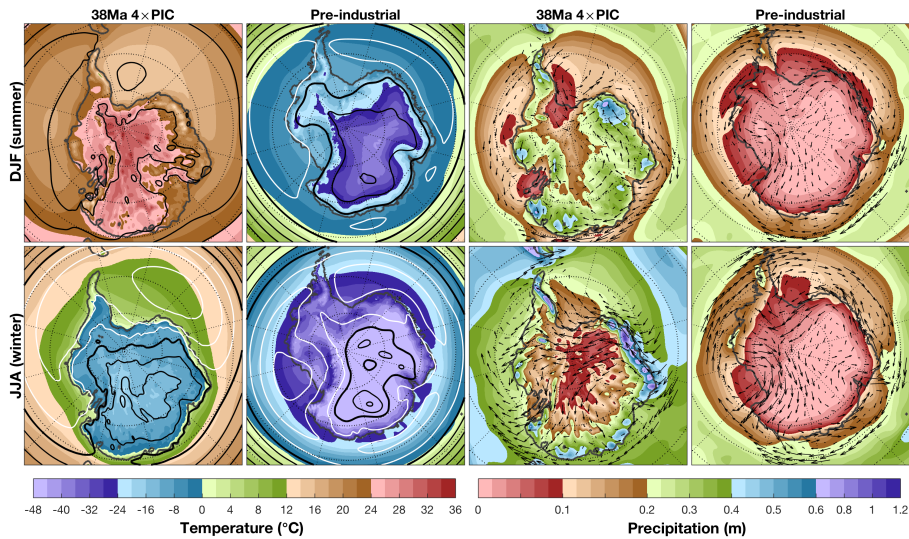 38Ma 4×PIC Pre-industrial 38Ma 4×PIC Pre-industrial
DJF (summer)
JJA (winter)
-48 -40 -32 -24 -16 -8 0 4 8 12 16 20 24 28 32 36
0 0.1 0.2 0.3 0.4 0.5 0.6 0.8 1 1.2
Temperature (°C) Precipitation (m)